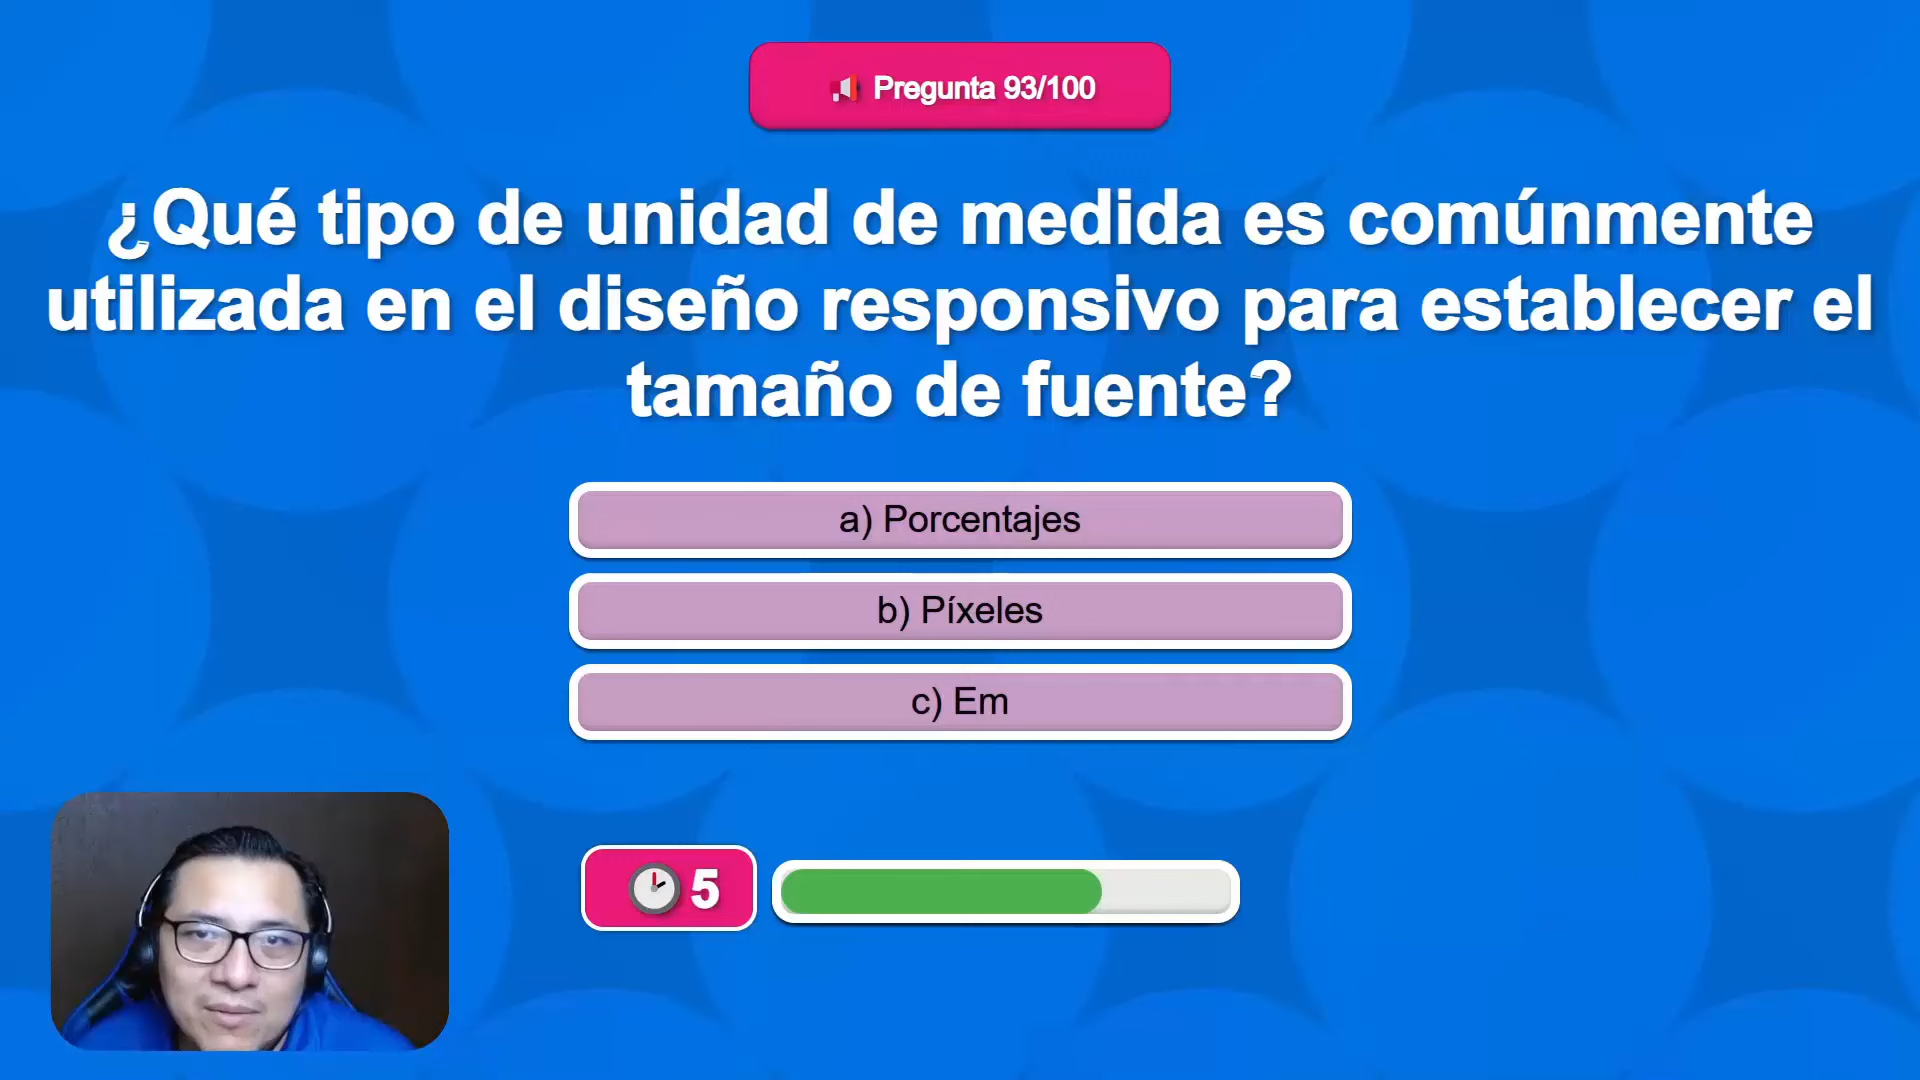 Pregunta 93/100
¿Qué tipo de unidad de medida es comúnmente
utilizada en el diseño responsivo para establecer el
tamaño de fuente?
a) Porcentajes
b) Píxeles
c) Em
5